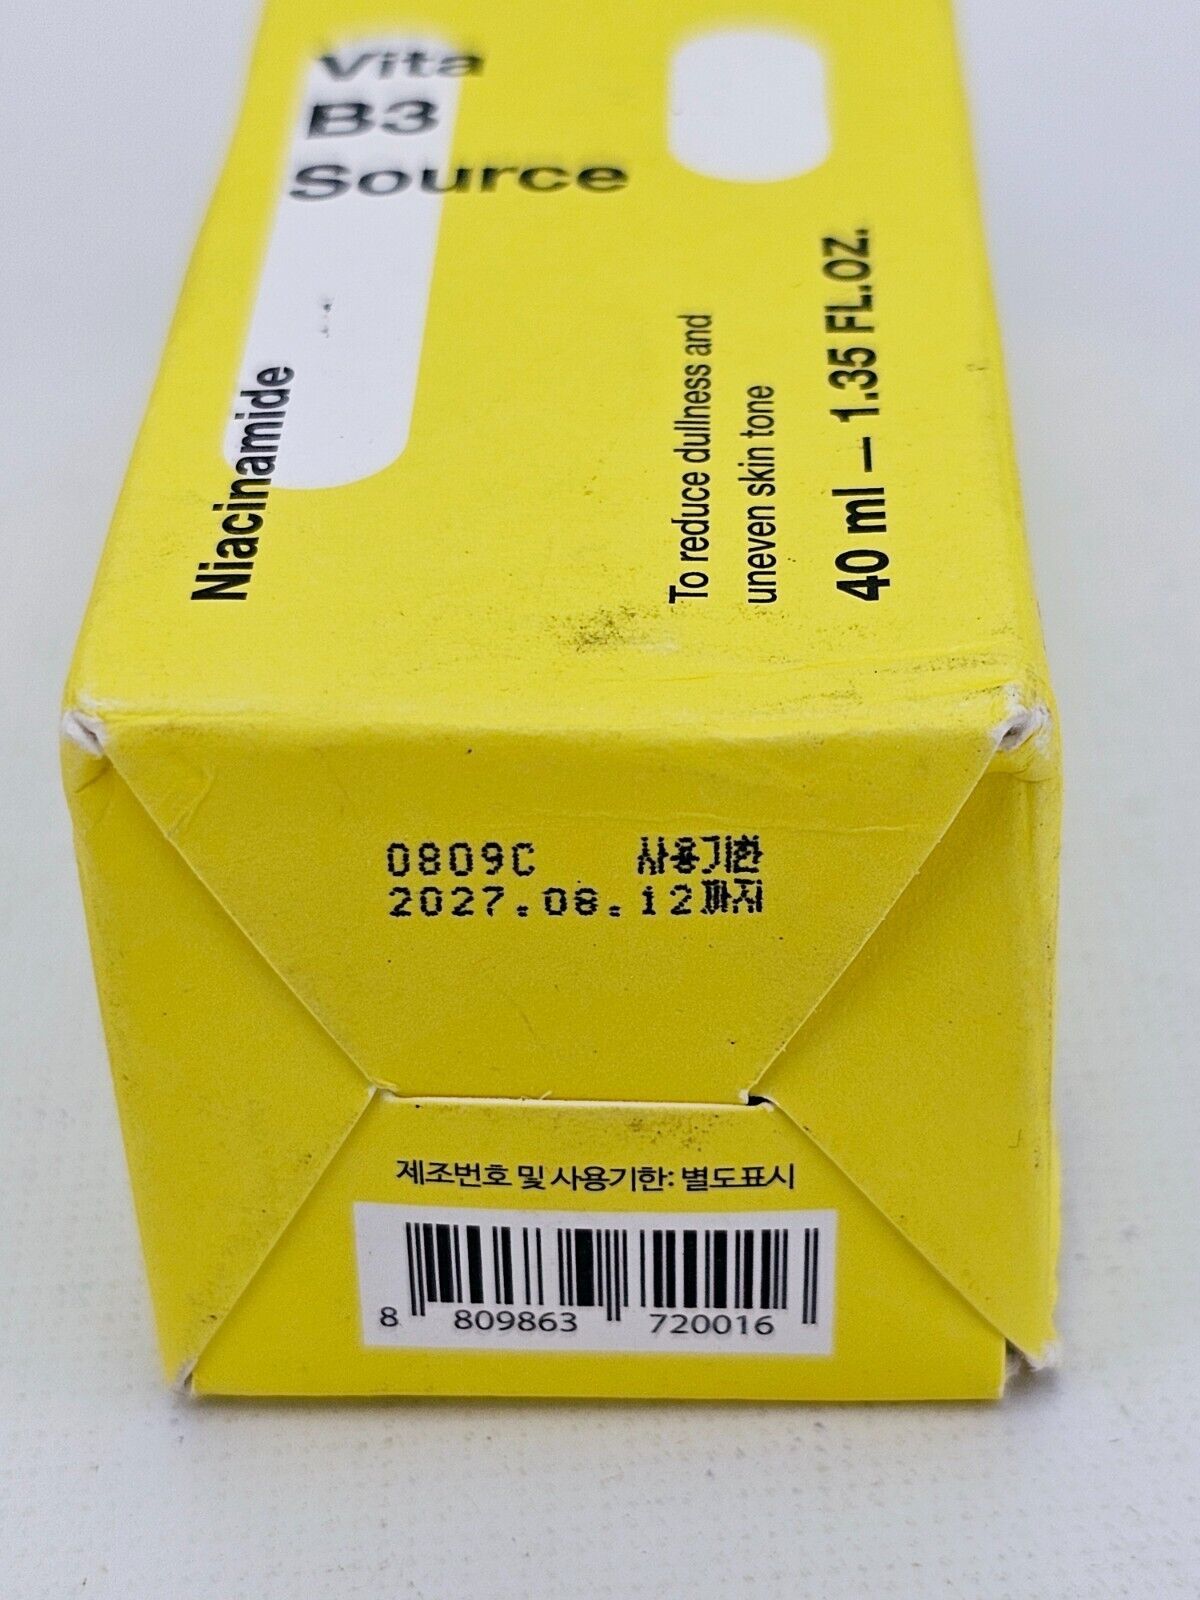 Vita
B3
Source
Niacinamide
To reduce dullness and
uneven skin tone
40 ml — 1.35 FL.OZ.
0809C 사용기한
2027.08.12까지
제조번호 및 사용기한: 별도표시
8 809863 720016